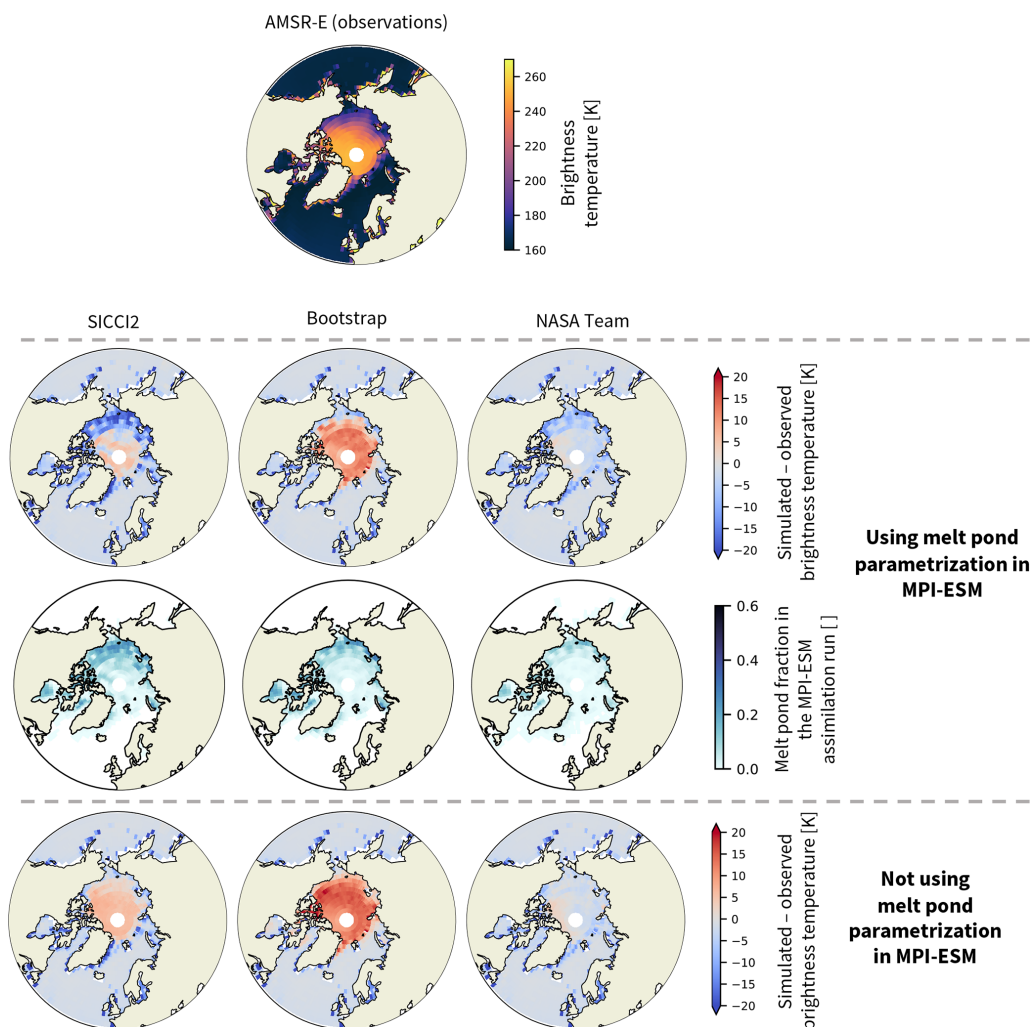 AMSR-E (observations)
260
240
220
200
180
160
Brightness
temperature [K]
SICCI2
Bootstrap
NASA Team
20
15
10
5
0
−5
−10
−15
−20
Simulated – observed
brightness temperature [K]
Using melt pond
parametrization in
MPI-ESM
0.6
0.4
0.2
0.0
Melt pond fraction in
the MPI-ESM
assimilation run [ ]
20
15
10
5
0
−5
−10
−15
−20
Simulated – observed
brightness temperature [K]
Not using
melt pond
parametrization
in MPI-ESM